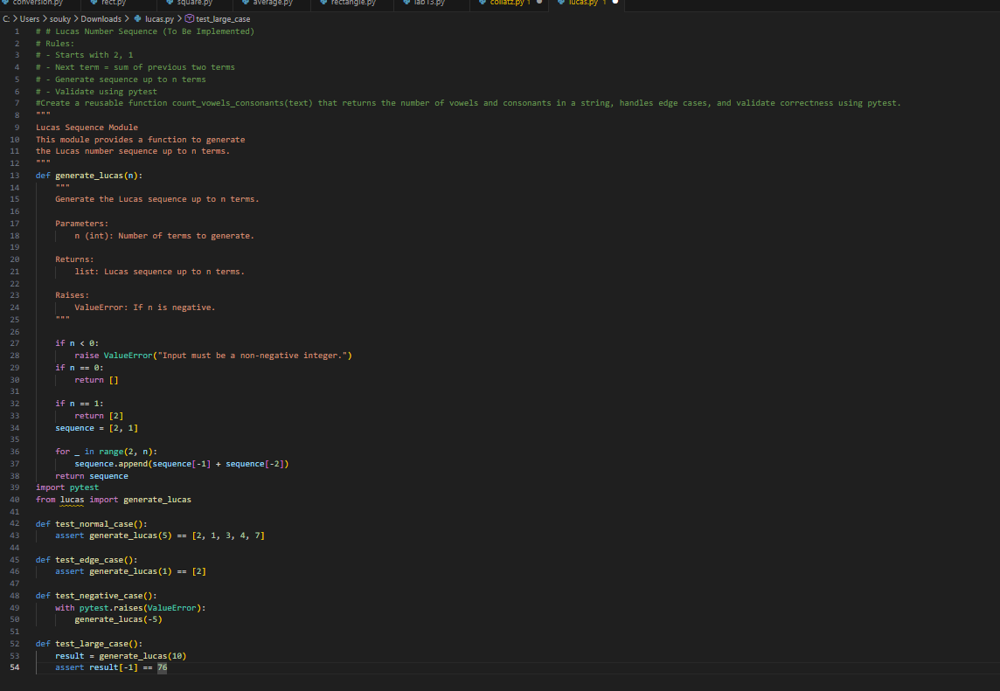 conversion.py rect.py square.py average.py rectangle.py lab13.py collatz.py 1 lucas.py 1
C: > Users > souky > Downloads > lucas.py > test_large_case
1 # # Lucas Number Sequence (To Be Implemented)
2 # Rules:
3 # - Starts with 2, 1
4 # - Next term = sum of previous two terms
5 # - Generate sequence up to n terms
6 # - Validate using pytest
7 #Create a reusable function count_vowels_consonants(text) that returns the number of vowels and consonants in a string, handles edge cases, and validate correctness using pytest.
8 """
9 Lucas Sequence Module
10 This module provides a function to generate
11 the Lucas number sequence up to n terms.
12 """
13 def generate_lucas(n):
14     """
15     Generate the Lucas sequence up to n terms.
16
17     Parameters:
18         n (int): Number of terms to generate.
19
20     Returns:
21         list: Lucas sequence up to n terms.
22
23     Raises:
24         ValueError: If n is negative.
25     """
26
27     if n < 0:
28         raise ValueError("Input must be a non-negative integer.")
29     if n == 0:
30         return []
31
32     if n == 1:
33         return [2]
34     sequence = [2, 1]
35
36     for _ in range(2, n):
37         sequence.append(sequence[-1] + sequence[-2])
38     return sequence
39 import pytest
40 from lucas import generate_lucas
41
42 def test_normal_case():
43     assert generate_lucas(5) == [2, 1, 3, 4, 7]
44
45 def test_edge_case():
46     assert generate_lucas(1) == [2]
47
48 def test_negative_case():
49     with pytest.raises(ValueError):
50         generate_lucas(-5)
51
52 def test_large_case():
53     result = generate_lucas(10)
54     assert result[-1] == 76